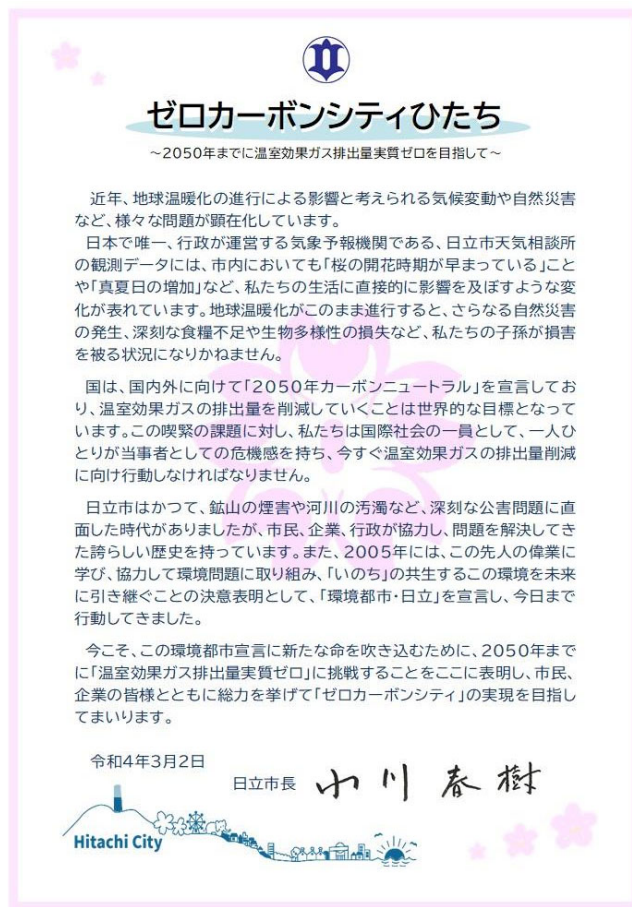 ゼロカーボンシティひたち
～2050年までに温室効果ガス排出量実質ゼロを目指して～
近年、地球温暖化の進行による影響と考えられる気候変動や自然災害
など、様々な問題が顕在化しています。
日本で唯一、行政が運営する気象予報機関である、日立市天気相談所
の観測データには、市内においても「桜の開花時期が早まっている」こと
や「真夏日の増加」など、私たちの生活に直接的に影響を及ぼすような変
化が表れています。地球温暖化がこのまま進行すると、さらなる自然災害
の発生、深刻な食糧不足や生物多様性の損失など、私たちの子孫が損害
を被る状況になりかねません。
国は、国内外に向けて「2050年カーボンニュートラル」を宣言してお
り、温室効果ガスの排出量を削減していくことは世界的な目標となって
います。この喫緊の課題に対し、私たちは国際社会の一員として、一人ひ
とりが当事者としての危機感を持ち、今すぐ温室効果ガスの排出量削減
に向け行動しなければなりません。
日立市はかつて、鉱山の煙害や河川の汚濁など、深刻な公害問題に直
面した時代がありましたが、市民、企業、行政が協力し、問題を解決してき
た誇らしい歴史を持っています。また、2005年には、この先人の偉業に
学び、協力して環境問題に取り組み、「いのち」の共生するこの環境を未来
に引き継ぐことの決意表明として、「環境都市・日立」を宣言し、今日まで
行動してきました。
今こそ、この環境都市宣言に新たな命を吹き込むために、2050年まで
に「温室効果ガス排出量実質ゼロ」に挑戦することをここに表明し、市民、
企業の皆様とともに総力を挙げて「ゼロカーボンシティ」の実現を目指し
てまいります。
令和4年3月2日
日立市長 小川春樹
Hitachi City